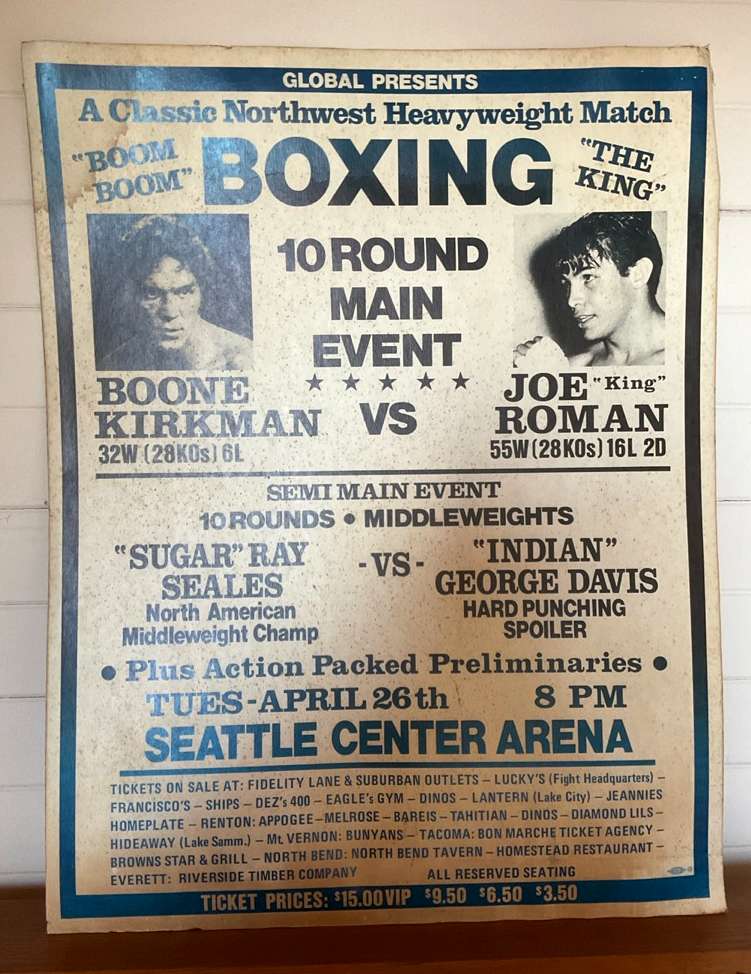 GLOBAL PRESENTS
A Classic Northwest Heavyweight Match
"BOOM BOOM"
BOXING
"THE KING"
10 ROUND
MAIN
EVENT
★ ★ ★ ★ ★
BOONE
KIRKMAN
32W (28KOs) 6L
VS
JOE "King"
ROMAN
55W (28KOs) 16L 2D
SEMI MAIN EVENT
10 ROUNDS • MIDDLEWEIGHTS
"SUGAR" RAY
SEALES
North American
Middleweight Champ
-VS-
"INDIAN"
GEORGE DAVIS
HARD PUNCHING
SPOILER
• Plus Action Packed Preliminaries •
TUES-APRIL 26th 8 PM
SEATTLE CENTER ARENA
TICKETS ON SALE AT: FIDELITY LANE & SUBURBAN OUTLETS – LUCKY'S (Fight Headquarters) –
FRANCISCO'S – SHIPS – DEZ's 400 – EAGLE's GYM – DINOS – LANTERN (Lake City) – JEANNIES
HOMEPLATE – RENTON: APPOGEE–MELROSE – BAREIS – TAHITIAN – DINOS – DIAMOND LILS –
HIDEAWAY (Lake Samm.) – Mt. VERNON: BUNYANS – TACOMA: BON MARCHE TICKET AGENCY –
BROWNS STAR & GRILL – NORTH BEND: NORTH BEND TAVERN – HOMESTEAD RESTAURANT –
EVERETT: RIVERSIDE TIMBER COMPANY ALL RESERVED SEATING
TICKET PRICES: $15.00 VIP $9.50 $6.50 $3.50